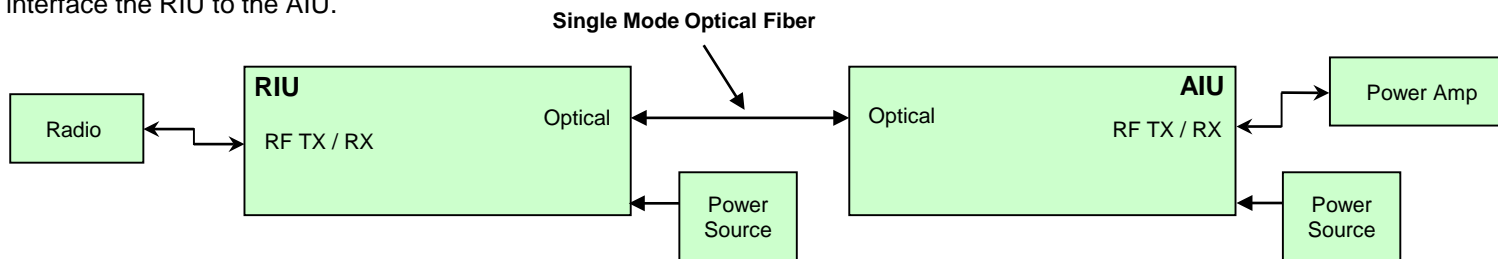 interface the RIU to the AIU.
Single Mode Optical Fiber
RIU
AIU
Radio
RF TX / RX
Optical
Optical
RF TX / RX
Power Amp
Power
Source
Power
Source